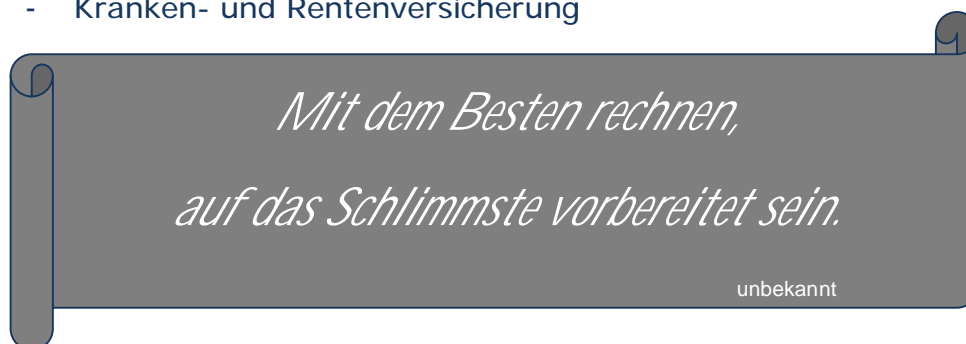 - Kranken- und Rentenversicherung
Mit dem Besten rechnen,
auf das Schlimmste vorbereitet sein.
unbekannt